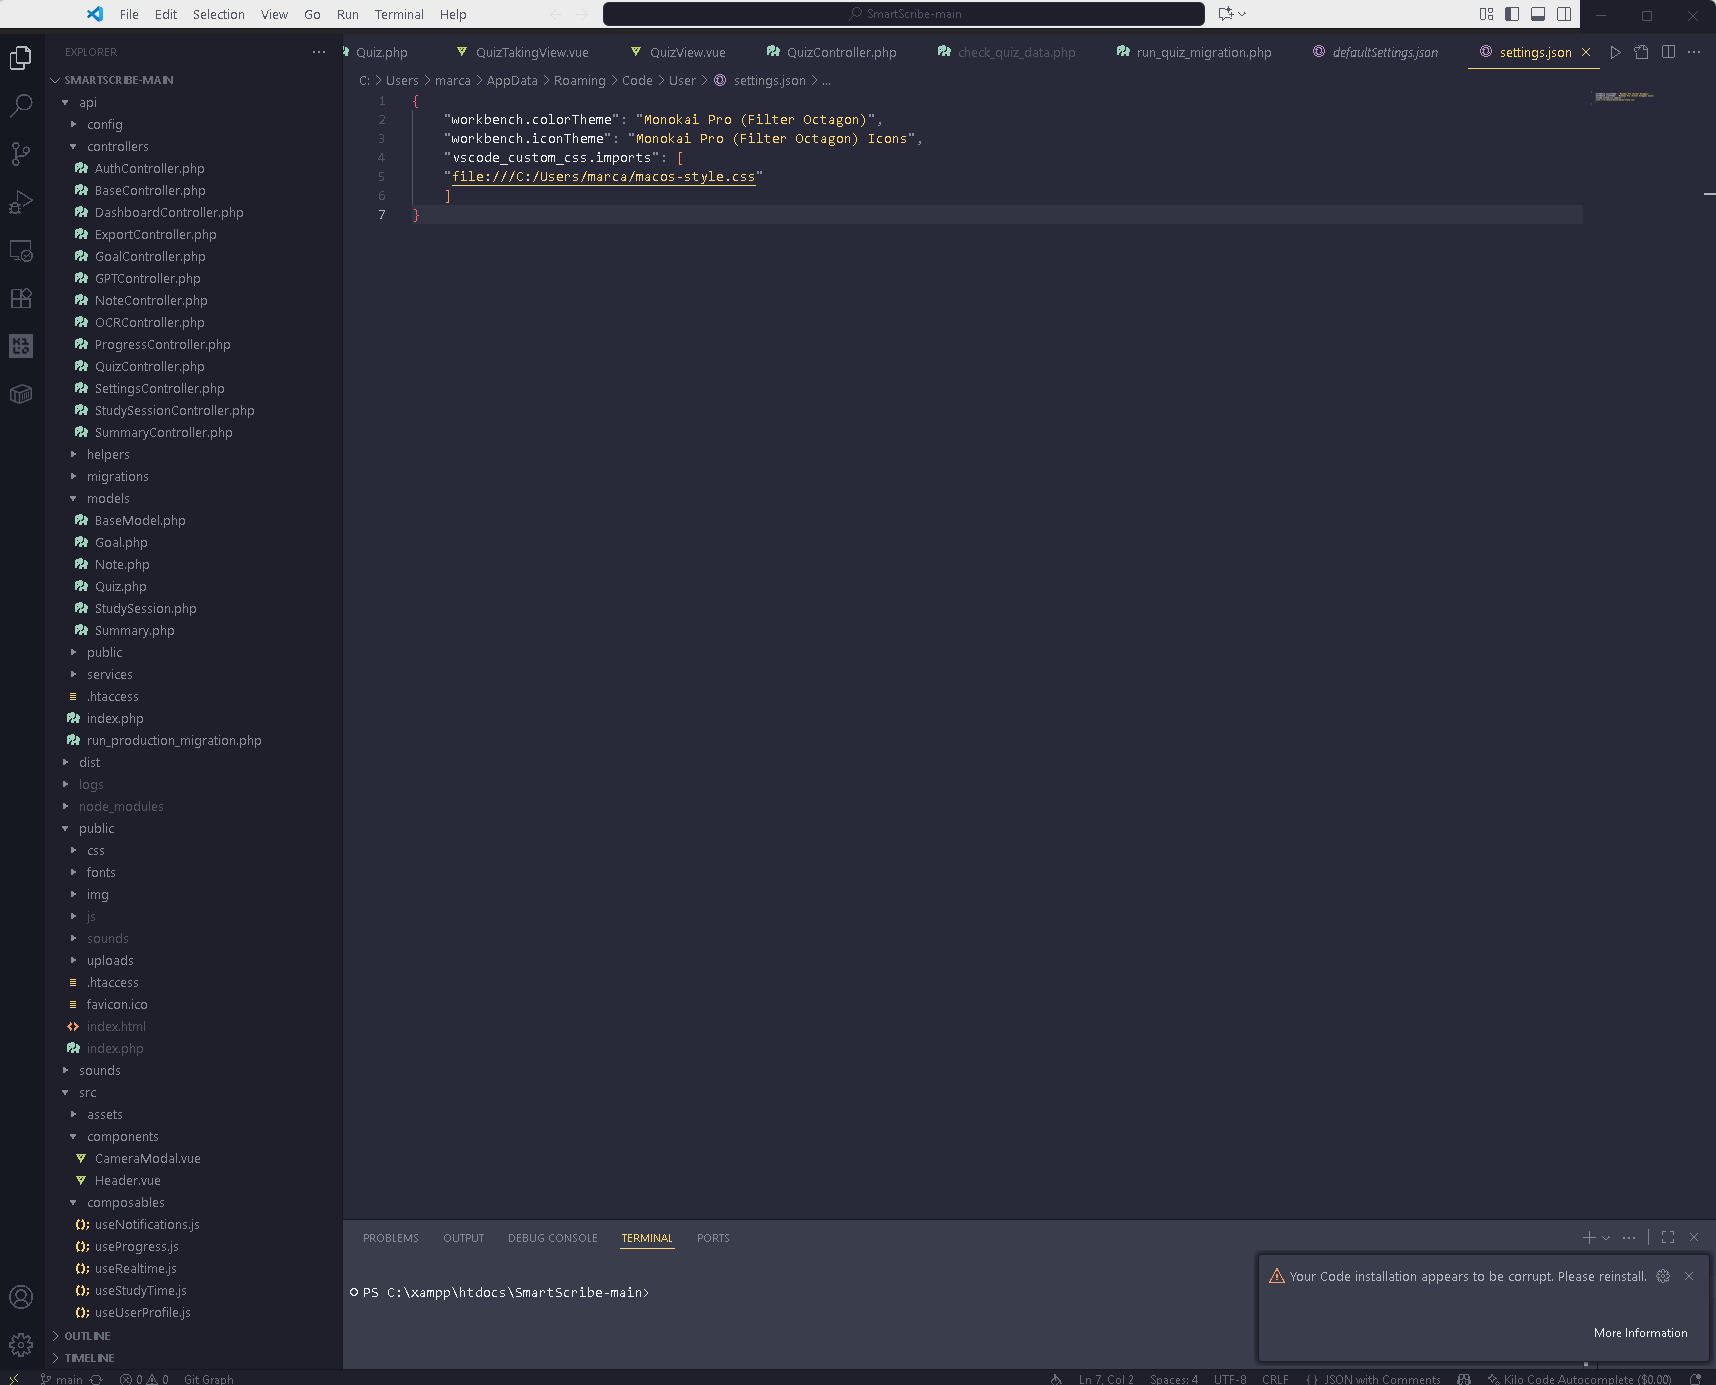 File Edit Selection View Go Run Terminal Help
SmartScribe-main
EXPLORER
Quiz.php QuizTakingView.vue QuizView.vue QuizController.php check_quiz_data.php run_quiz_migration.php defaultSettings.json settings.json
C: > Users > marca > AppData > Roaming > Code > User > settings.json > ...
SMARTSCRIBE-MAIN
api
config
controllers
AuthController.php
BaseController.php
DashboardController.php
ExportController.php
GoalController.php
GPTController.php
NoteController.php
OCRController.php
ProgressController.php
QuizController.php
SettingsController.php
StudySessionController.php
SummaryController.php
helpers
migrations
models
BaseModel.php
Goal.php
Note.php
Quiz.php
StudySession.php
Summary.php
public
services
.htaccess
index.php
run_production_migration.php
dist
logs
node_modules
public
css
fonts
img
js
sounds
uploads
.htaccess
favicon.ico
index.html
index.php
sounds
src
assets
components
CameraModal.vue
Header.vue
composables
useNotifications.js
useProgress.js
useRealtime.js
useStudyTime.js
useUserProfile.js
OUTLINE
TIMELINE
1 {
2 "workbench.colorTheme": "Monokai Pro (Filter Octagon)",
3 "workbench.iconTheme": "Monokai Pro (Filter Octagon) Icons",
4 "vscode_custom_css.imports": [
5 "file:///C:/Users/marca/macos-style.css"
6 ]
7 }
PROBLEMS OUTPUT DEBUG CONSOLE TERMINAL PORTS
PS C:\xampp\htdocs\SmartScribe-main>
Your Code installation appears to be corrupt. Please reinstall.
More Information
main 0 0 Git Graph
Ln 7, Col 2 Spaces: 4 UTF-8 CRLF {} JSON with Comments Kilo Code Autocomplete ($0.00)